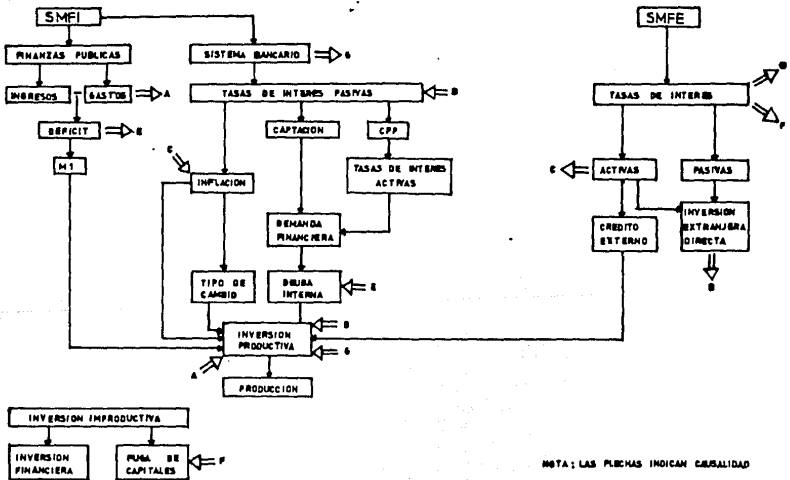 SMFI
SMFE
FINANZAS PUBLICAS
SISTEMA BANCARIO
G
INGRESOS - GASTOS
A
TASAS DE INTERES PASIVAS
B
TASAS DE INTERES
F
DEFICIT
E
CAPTACION
CPP
M1
C
INFLACION
TASAS DE INTERES
ACTIVAS
C
ACTIVAS
PASIVAS
DEMANDA
FINANCIERA
CREDITO
EXTERNO
INVERSION
EXTRANJERA
DIRECTA
TIPO DE
CAMBIO
DEUDA
INTERNA
E
INVERSION
PRODUCTIVA
G
A
PRODUCCION
INVERSION IMPRODUCTIVA
INVERSION
FINANCIERA
FUGA DE
CAPITALES
F
NOTA: LAS FLECHAS INDICAN CAUSALIDAD